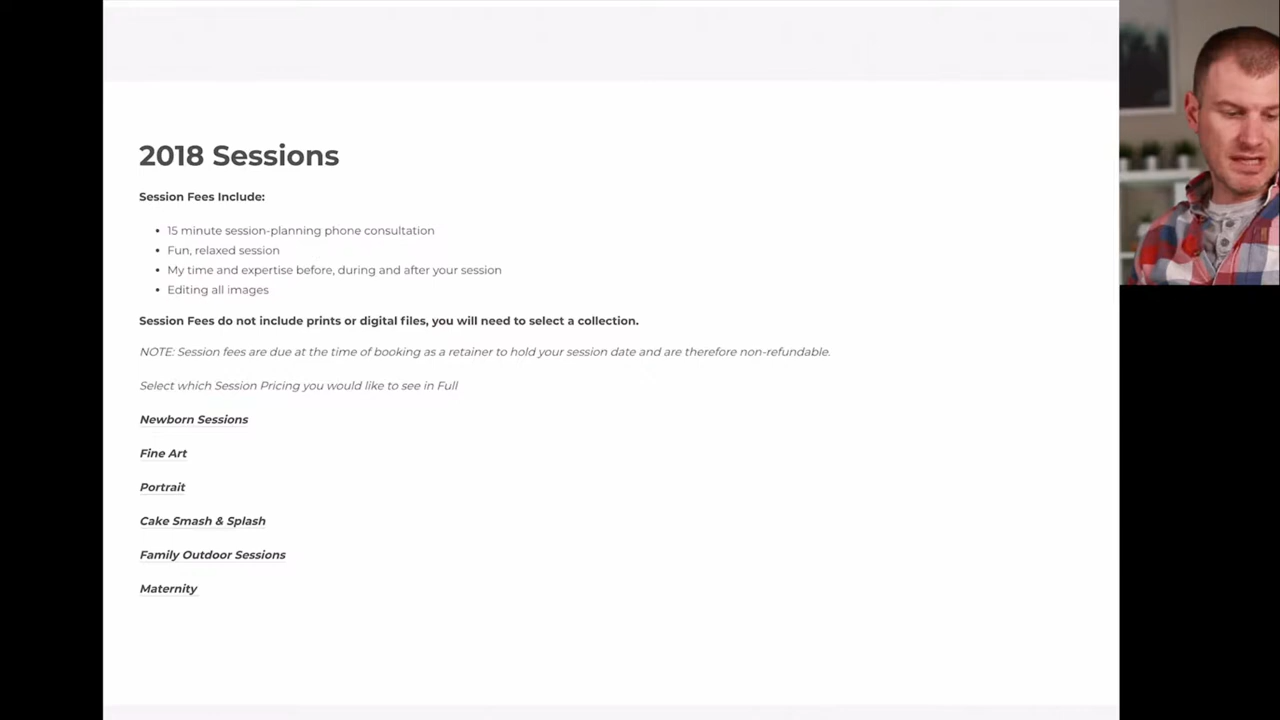 2018 Sessions
Session Fees Include:
• 15 minute session-planning phone consultation
• Fun, relaxed session
• My time and expertise before, during and after your session
• Editing all images
Session Fees do not include prints or digital files, you will need to select a collection.
NOTE: Session fees are due at the time of booking as a retainer to hold your session date and are therefore non-refundable.
Select which Session Pricing you would like to see in Full
Newborn Sessions
Fine Art
Portrait
Cake Smash & Splash
Family Outdoor Sessions
Maternity